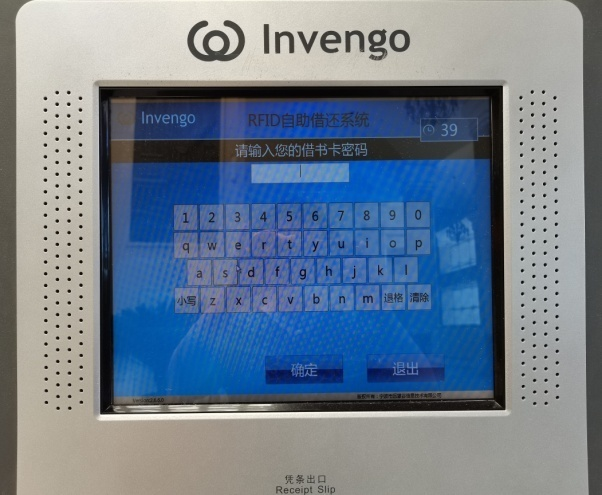 Invengo
Invengo RFID自助借还系统 39
请输入您的借书卡密码
1 2 3 4 5 6 7 8 9 0
q w e r t y u i o p
a s d f g h j k l
小写 z x c v b n m 退格 清除
确定 退出
凭条出口
Receipt Slip